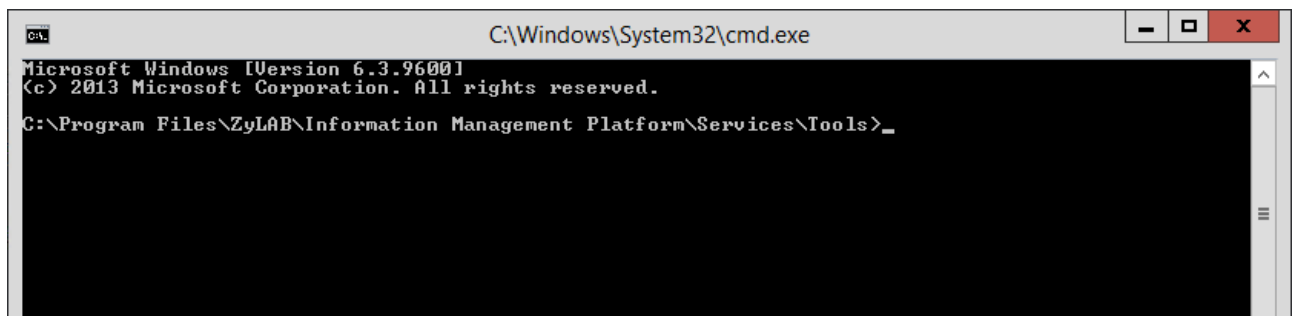 C:\Windows\System32\cmd.exe
Microsoft Windows [Version 6.3.9600]
(c) 2013 Microsoft Corporation. All rights reserved.
C:\Program Files\ZyLAB\Information Management Platform\Services\Tools>_